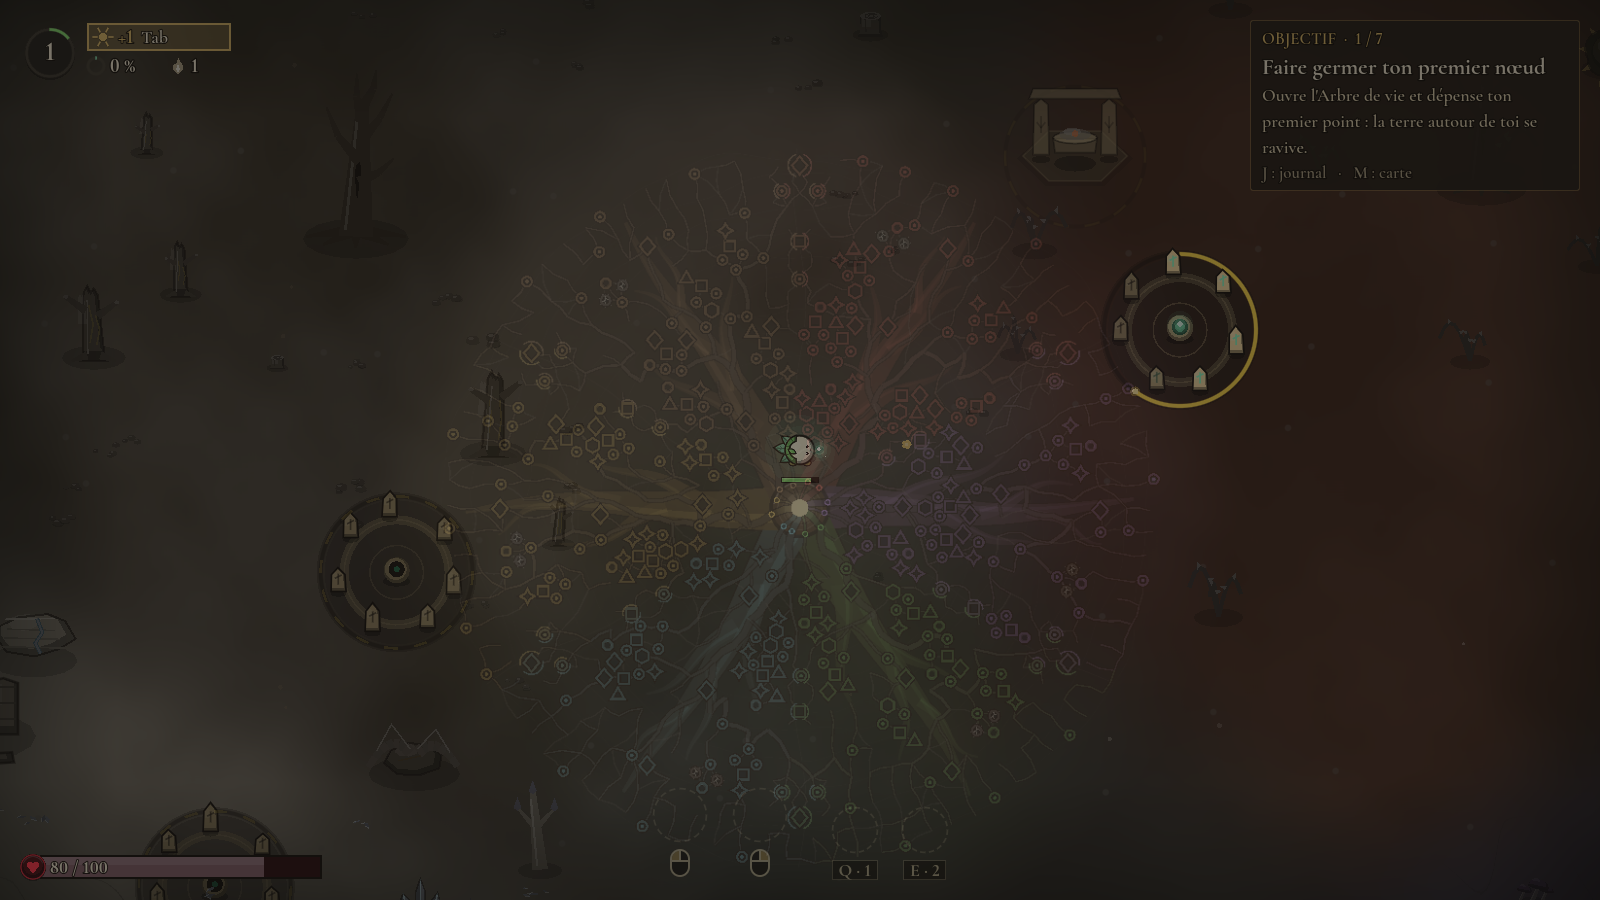 1
+1 Tab
0 %
1
OBJECTIF · 1 / 7
Faire germer ton premier nœud
Ouvre l'Arbre de vie et dépense ton
premier point : la terre autour de toi se
ravive.
J : journal · M : carte
80 / 100
Q · 1
E · 2